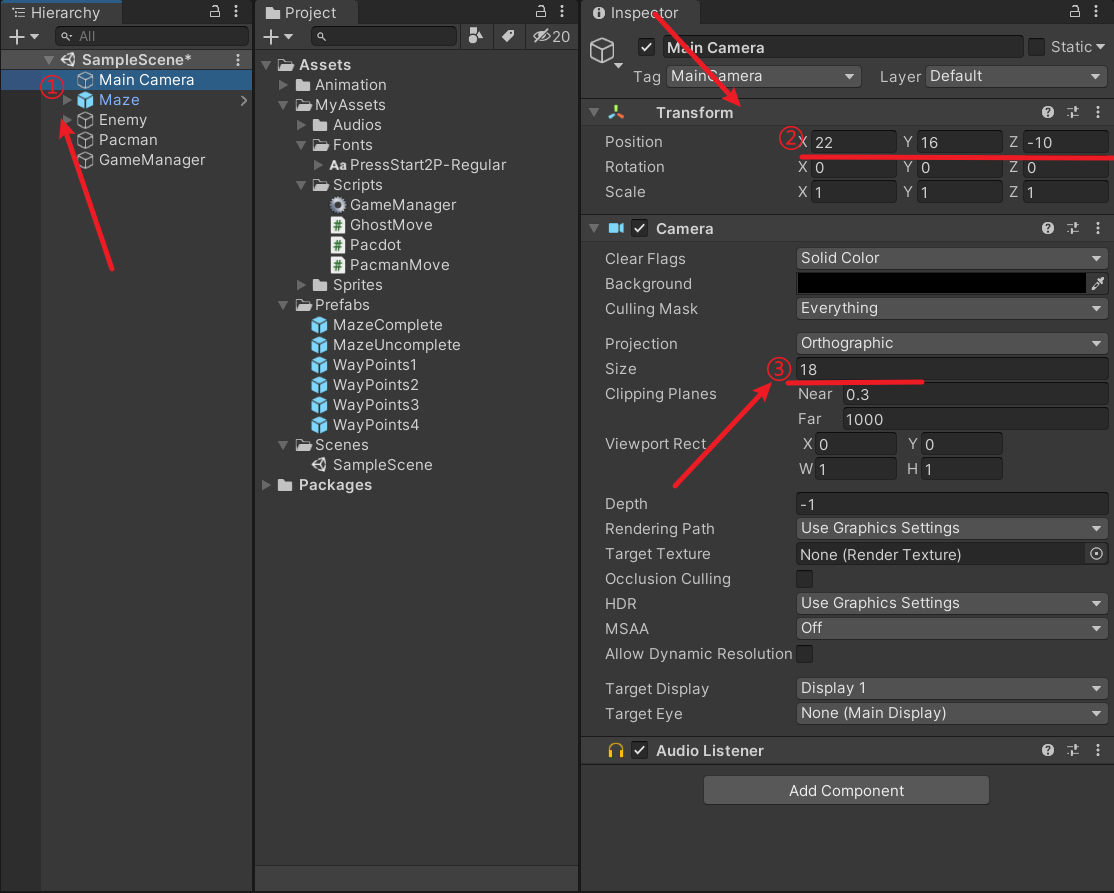 Hierarchy
All
SampleScene*
①
Main Camera
Maze
Enemy
Pacman
GameManager
Project
20
Assets
Animation
MyAssets
Audios
Fonts
Aa PressStart2P-Regular
Scripts
GameManager
# GhostMove
# Pacdot
# PacmanMove
Sprites
Prefabs
MazeComplete
MazeUncomplete
WayPoints1
WayPoints2
WayPoints3
WayPoints4
Scenes
SampleScene
Packages
Inspector
Main Camera
Static
Tag MainCamera Layer Default
Transform
Position ② X 22 Y 16 Z -10
Rotation X 0 Y 0 Z 0
Scale X 1 Y 1 Z 1
Camera
Clear Flags Solid Color
Background
Culling Mask Everything
Projection Orthographic
Size ③ 18
Clipping Planes Near 0.3
Far 1000
Viewport Rect X 0 Y 0
W 1 H 1
Depth -1
Rendering Path Use Graphics Settings
Target Texture None (Render Texture)
Occlusion Culling
HDR Use Graphics Settings
MSAA Off
Allow Dynamic Resolution
Target Display Display 1
Target Eye None (Main Display)
Audio Listener
Add Component